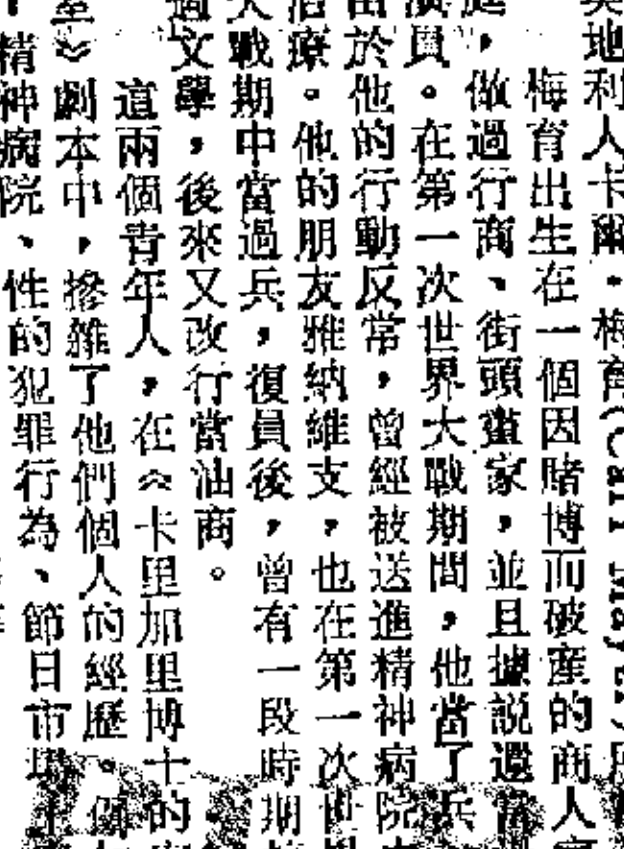 奧地利人卡爾·梅育(Carl Mayer)
梅育出生在一個因賭博而破產的商人
庭,做過行商、街頭畫家,並且據說還當
演員。在第一次世界大戰期間,他當了兵
由於他的行動反常,曾經被送進精神病院
治療。他的朋友雅納維支,也在第一次世
大戰期中當過兵,復員後,曾有一段時期
過文學,後來又改行當油商。
這兩個青年人,在《卡里加里博士的
室》劇本中,摻雜了他們個人的經歷。個
精神病院、性的犯罪行為、節日市場